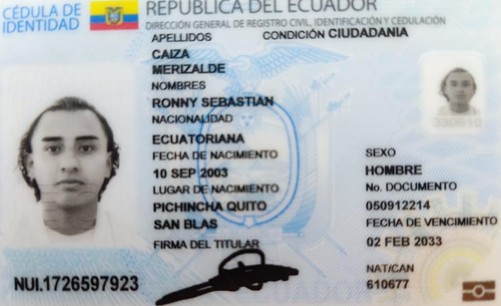 CÉDULA DE
IDENTIDAD
REPÚBLICA DEL ECUADOR
DIRECCIÓN GENERAL DE REGISTRO CIVIL, IDENTIFICACIÓN Y CEDULACIÓN
APELLIDOS
CONDICIÓN CIUDADANIA
CAIZA
MERIZALDE
NOMBRES
RONNY SEBASTIAN
NACIONALIDAD
ECUATORIANA
FECHA DE NACIMIENTO
10 SEP 2003
LUGAR DE NACIMIENTO
PICHINCHA QUITO
SAN BLAS
FIRMA DEL TITULAR
SEXO
HOMBRE
No. DOCUMENTO
050912214
FECHA DE VENCIMIENTO
02 FEB 2033
NAT/CAN
610677
NUI.1726597923